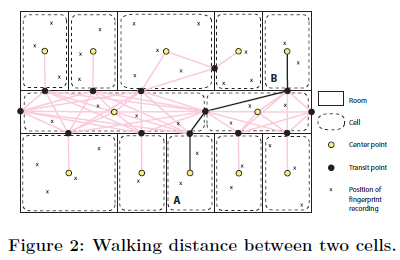 B
A
Room
Cell
Center point
Transit point
x Position of
fingerprint
recording
Figure 2: Walking distance between two cells.